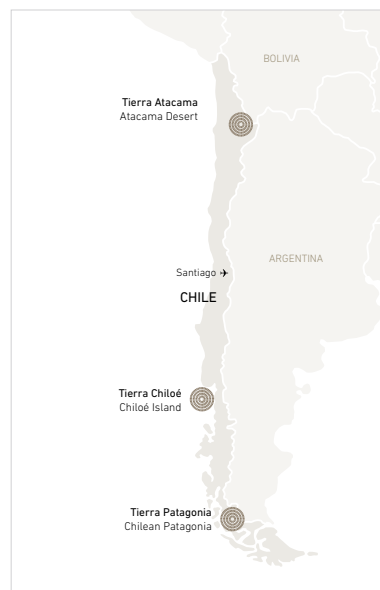 BOLIVIA
Tierra Atacama
Atacama Desert
ARGENTINA
Santiago
CHILE
Tierra Chiloé
Chiloé Island
Tierra Patagonia
Chilean Patagonia